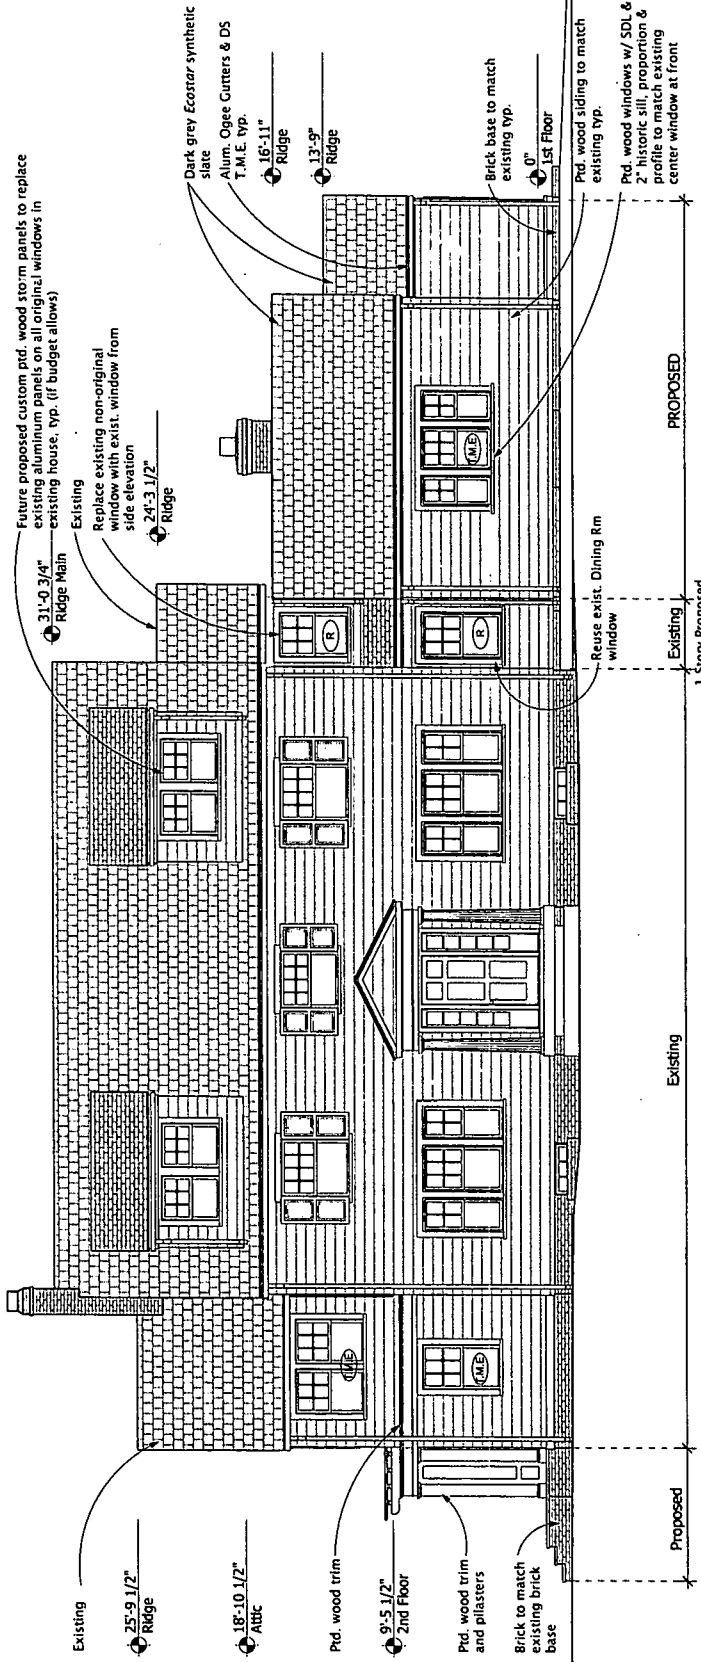 Future proposed custom ptd. wood storm panels to replace
existing aluminum panels on all original windows in
existing house, typ. (if budget allows)
31'-0 3/4"
Ridge Main
Existing
Replace existing non-original
window with exist. window from
side elevation
24'-3 1/2"
Ridge
Dark grey Ecostar synthetic
slate
Alum. Ogee Gutters & DS
T.M.E. typ.
16'-11"
Ridge
13'-9"
Ridge
Existing
25'-9 1/2"
Ridge
18'-10 1/2"
Attic
Ptd. wood trim
9'-5 1/2"
2nd Floor
Ptd. wood trim
and pilasters
Brick to match
existing brick
base
T.M.E
T.M.E
R
R
T.M.E
Brick base to match
existing typ.
0"
1st Floor
Ptd. wood siding to match
existing typ.
Ptd. wood windows w/ SDL &
2" historic sill, proportion &
profile to match existing
center window at front
Reuse exist. Dining Rm
window
Proposed
Existing
Existing
PROPOSED
1 Story Proposed